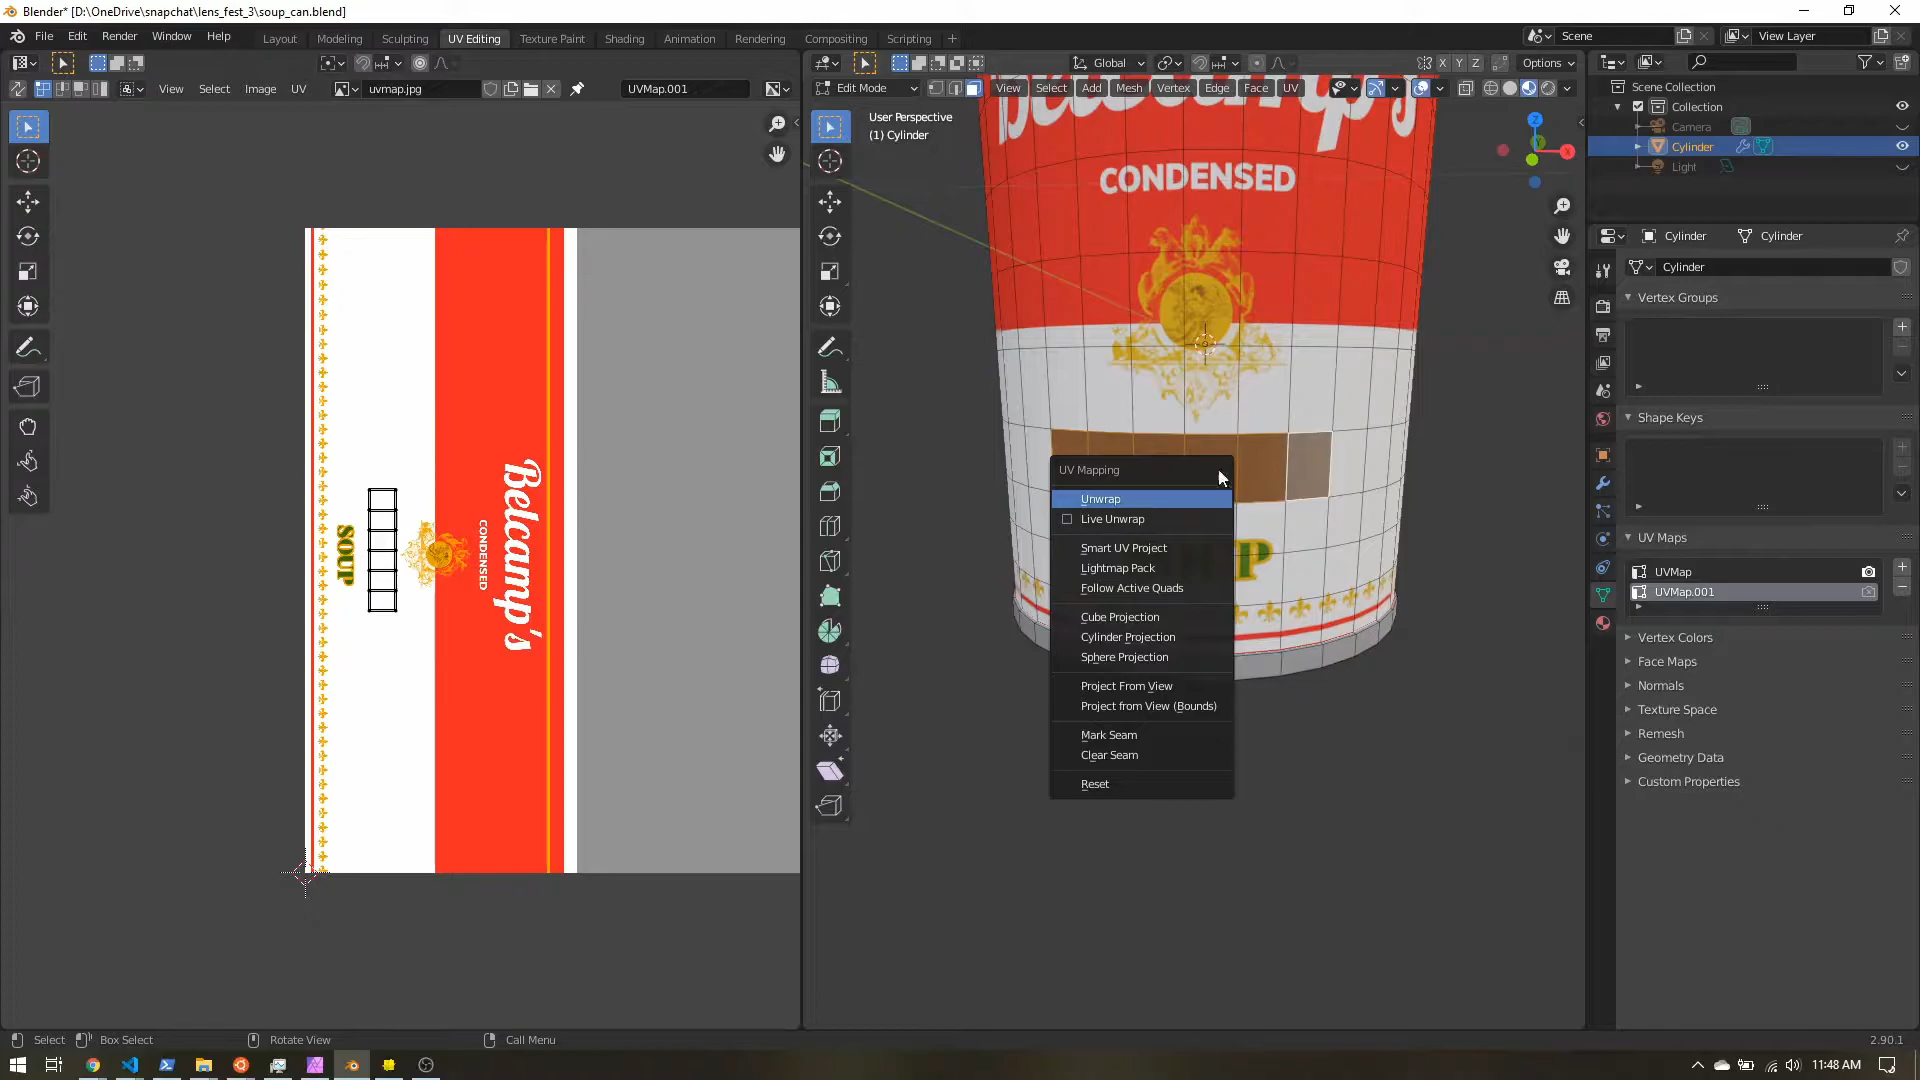 Blender* [D:\OneDrive\snapchat\lens_fest_3\soup_can.blend]
File Edit Render Window Help
Layout Modeling Sculpting UV Editing Texture Paint Shading Animation Rendering Compositing Scripting +
Scene
View Layer
Global
X Y Z
Options
View Select Image UV
uvmap.jpg
UVMap.001
Edit Mode
View Select Add Mesh Vertex Edge Face UV
User Perspective
(1) Cylinder
Z
X
Scene Collection
Collection
Camera
Cylinder
Light
Cylinder
Cylinder
Cylinder
Vertex Groups
Shape Keys
UV Maps
UVMap
UVMap.001
Vertex Colors
Face Maps
Normals
Texture Space
Remesh
Geometry Data
Custom Properties
Belcamp's
CONDENSED
SOUP
Belcamp's
CONDENSED
UV Mapping
Unwrap
Live Unwrap
Smart UV Project
Lightmap Pack
Follow Active Quads
Cube Projection
Cylinder Projection
Sphere Projection
Project From View
Project from View (Bounds)
Mark Seam
Clear Seam
Reset
Select
Box Select
Rotate View
Call Menu
2.90.1
11:48 AM